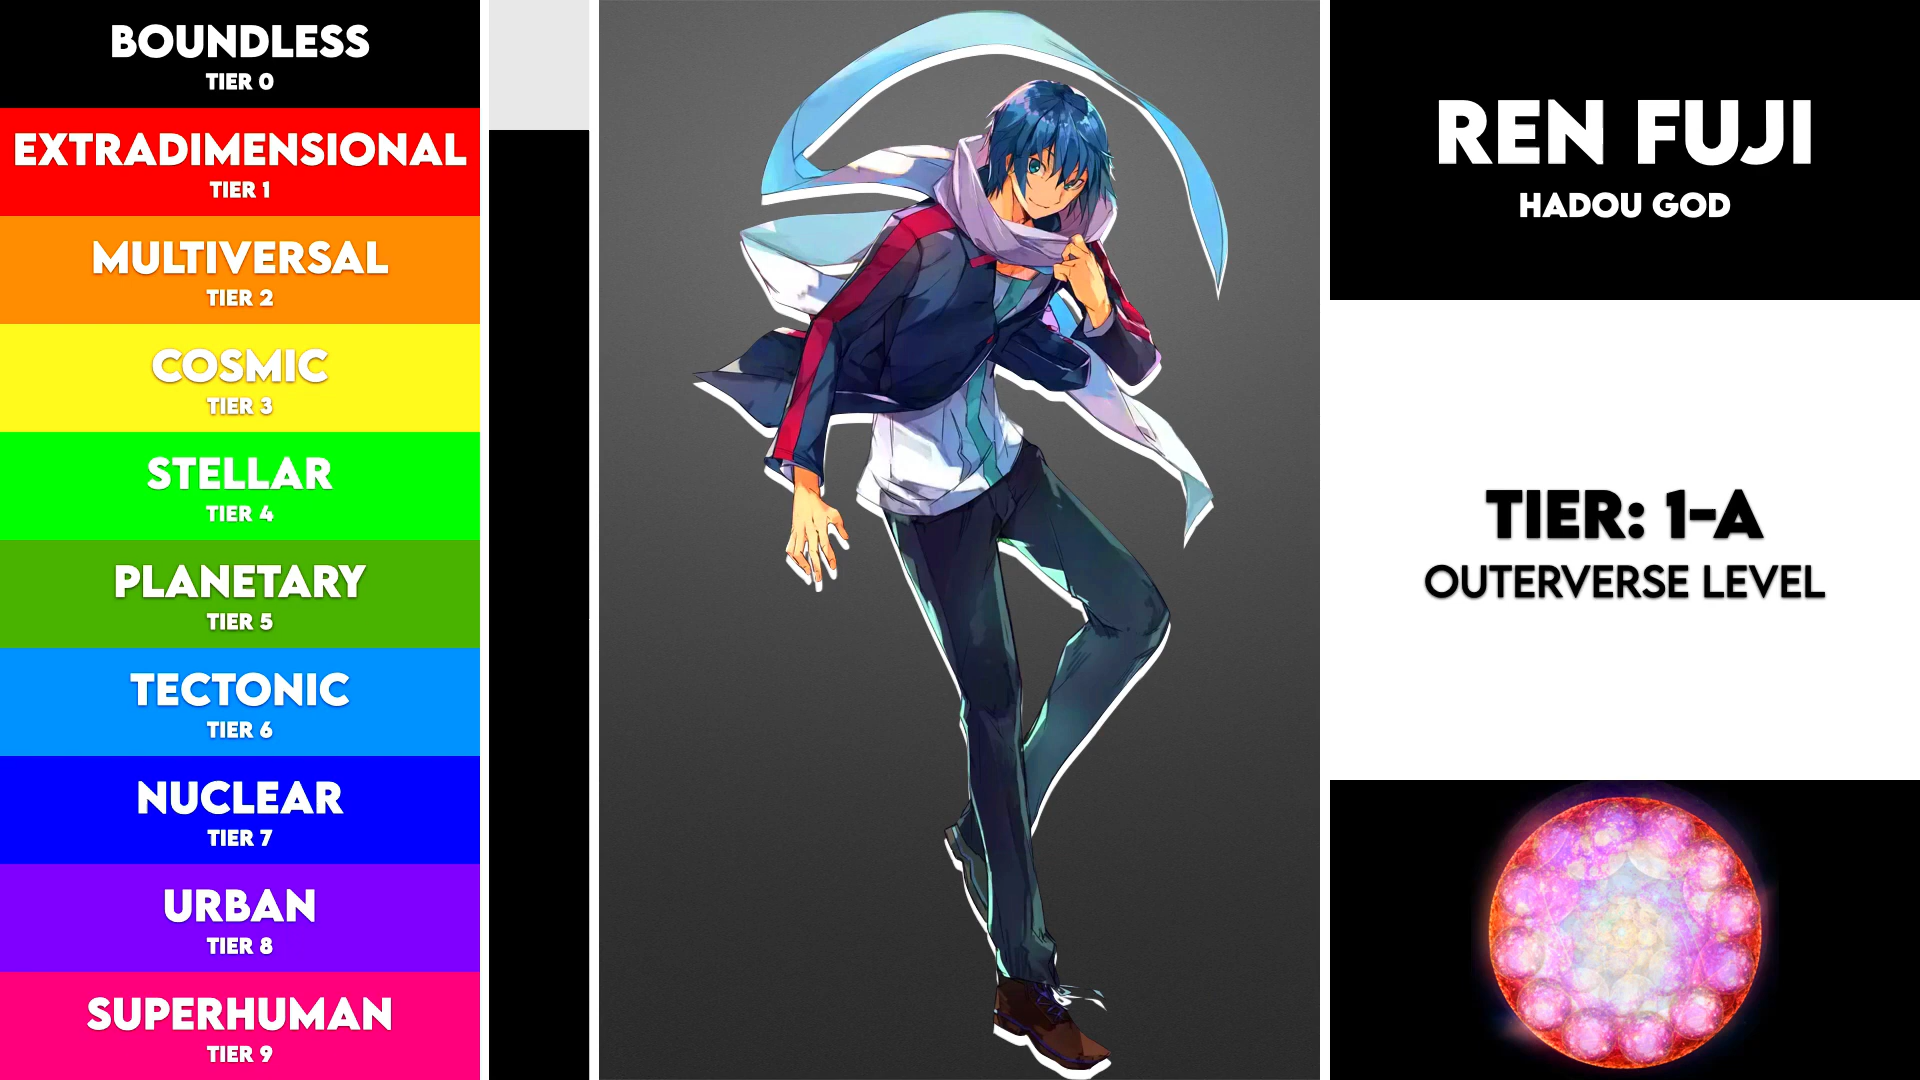 BOUNDLESS
TIER 0
EXTRADIMENSIONAL
TIER 1
MULTIVERSAL
TIER 2
COSMIC
TIER 3
STELLAR
TIER 4
PLANETARY
TIER 5
TECTONIC
TIER 6
NUCLEAR
TIER 7
URBAN
TIER 8
SUPERHUMAN
TIER 9
REN FUJI
HADOU GOD
TIER: 1-A
OUTERVERSE LEVEL